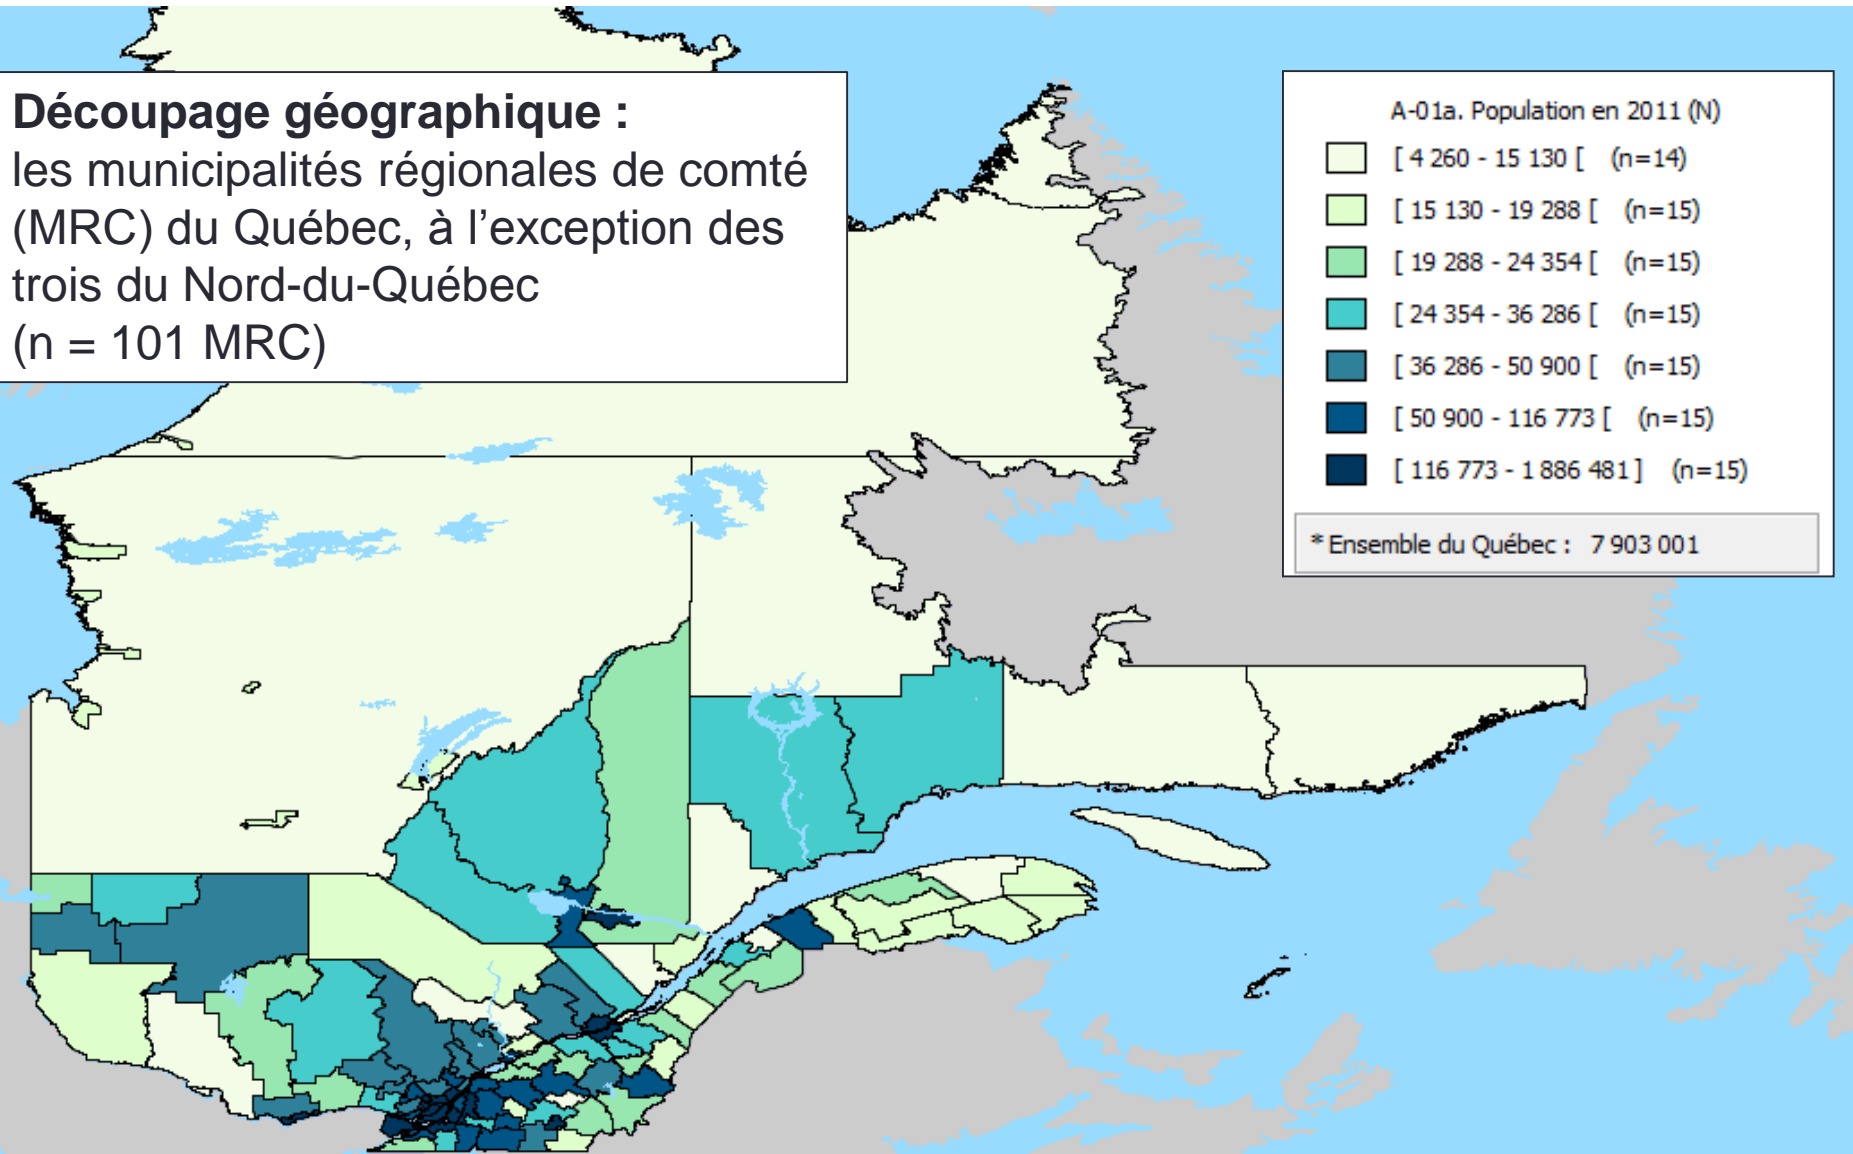 Découpage géographique :
les municipalités régionales de comté
(MRC) du Québec, à l’exception des
trois du Nord-du-Québec
(n = 101 MRC)
A-01a. Population en 2011 (N)
[ 4 260 - 15 130 [ (n=14)
[ 15 130 - 19 288 [ (n=15)
[ 19 288 - 24 354 [ (n=15)
[ 24 354 - 36 286 [ (n=15)
[ 36 286 - 50 900 [ (n=15)
[ 50 900 - 116 773 [ (n=15)
[ 116 773 - 1 886 481 ] (n=15)
* Ensemble du Québec : 7 903 001